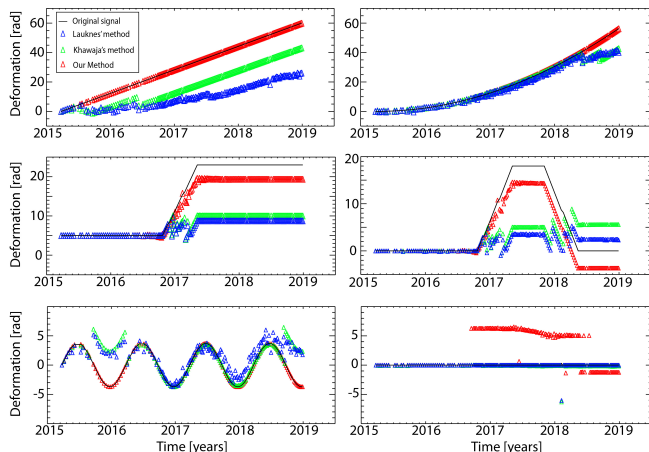 Deformation [rad]
60
40
20
0
Original signal
Lauknes' method
Khawaja's method
Our Method
2015 2016 2017 2018 2019
60
40
20
0
2015 2016 2017 2018 2019
Deformation [rad]
20
10
0
2015 2016 2017 2018 2019
20
10
0
2015 2016 2017 2018 2019
Deformation [rad]
5
0
-5
2015 2016 2017 2018 2019
Time [years]
5
0
-5
2015 2016 2017 2018 2019
Time [years]